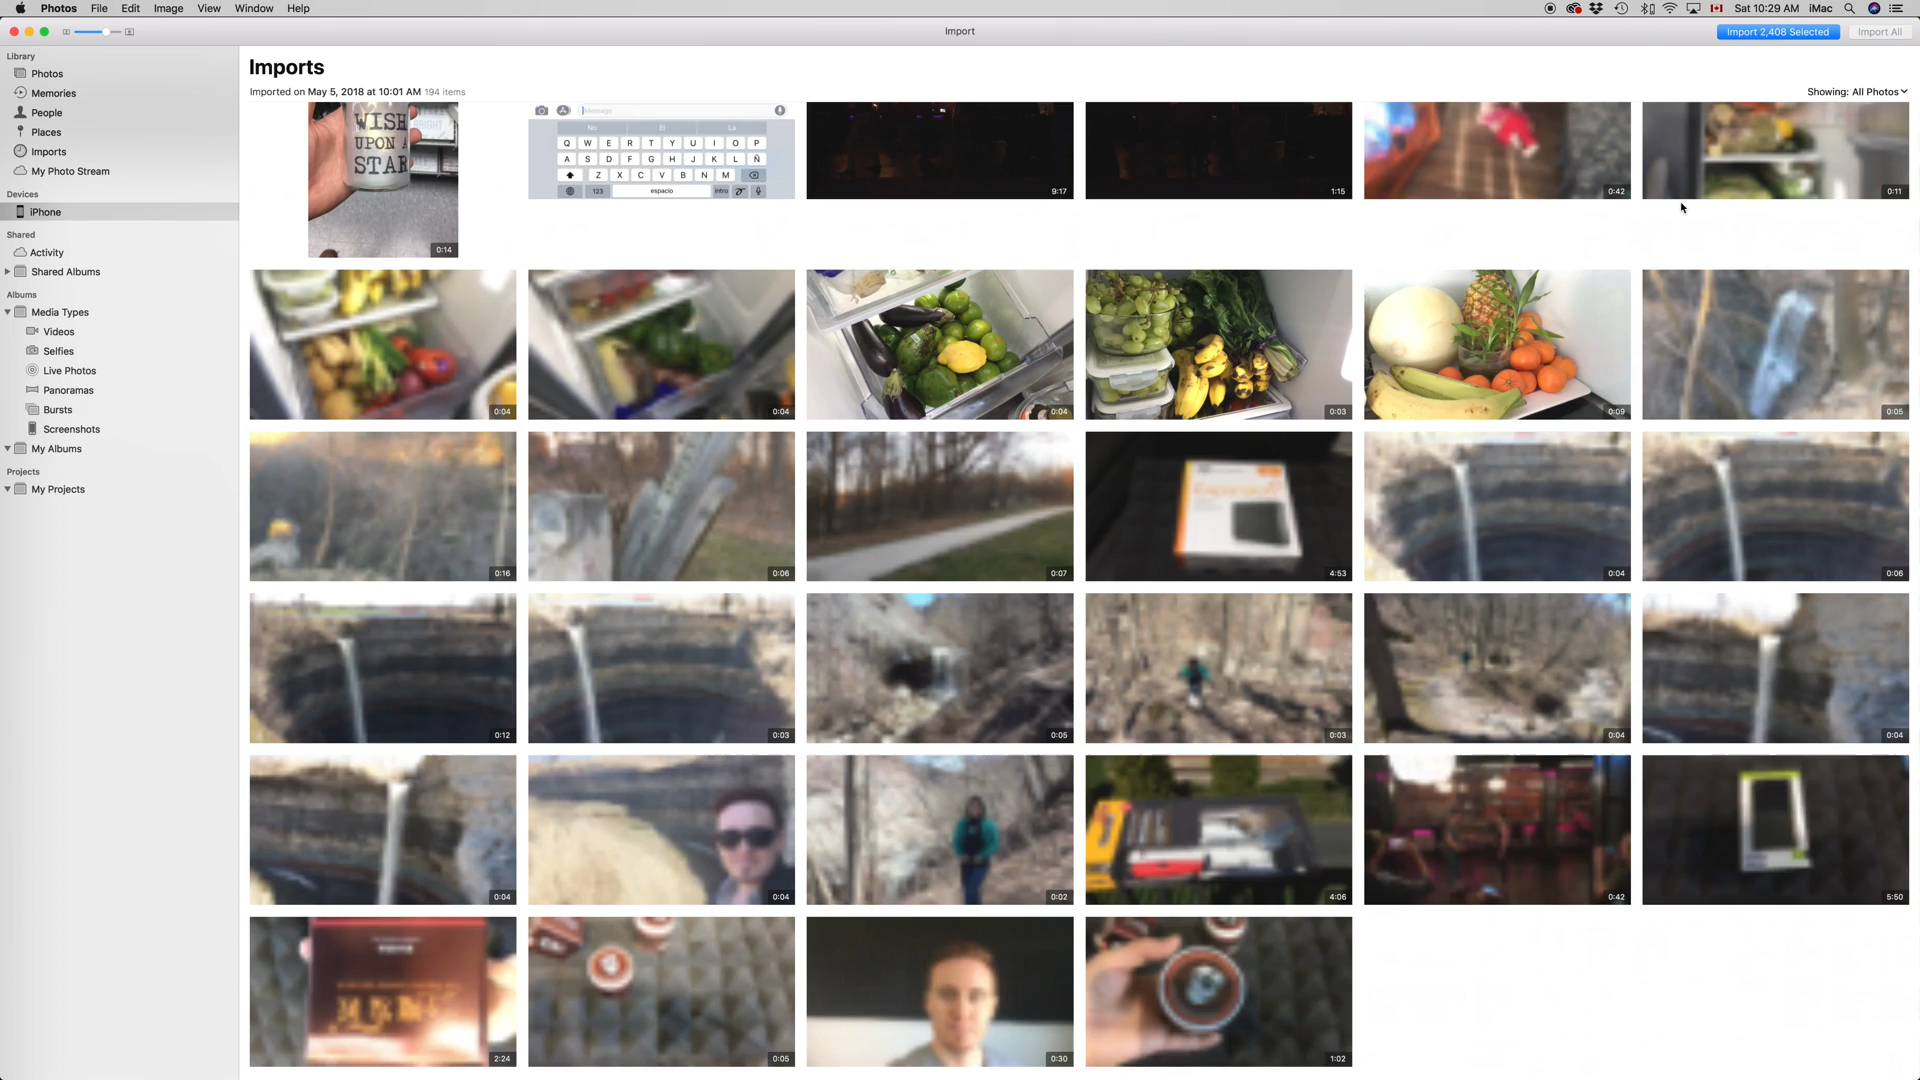 Photos File Edit Image View Window Help
Sat 10:29 AM iMac
Import
Import 2,408 Selected
Import All
Library
Photos
Memories
People
Places
Imports
My Photo Stream
Devices
iPhone
Shared
Activity
Shared Albums
Albums
Media Types
Videos
Selfies
Live Photos
Panoramas
Bursts
Screenshots
My Albums
Projects
My Projects
Imports
Imported on May 5, 2018 at 10:01 AM 194 items
Showing: All Photos
WISH
UPON A
STAR
BRIGHT
0:14
Message
No El La
Q W E R T Y U I O P
A S D F G H J K L Ñ
Z X C V B N M
123 espacio intro
9:17
1:15
0:42
0:11
0:04
0:04
0:04
0:03
0:09
0:05
0:16
0:06
0:07
4:53
0:04
0:06
0:12
0:03
0:05
0:03
0:04
0:04
0:04
0:04
0:02
4:06
0:42
5:50
2:24
0:05
0:30
1:02